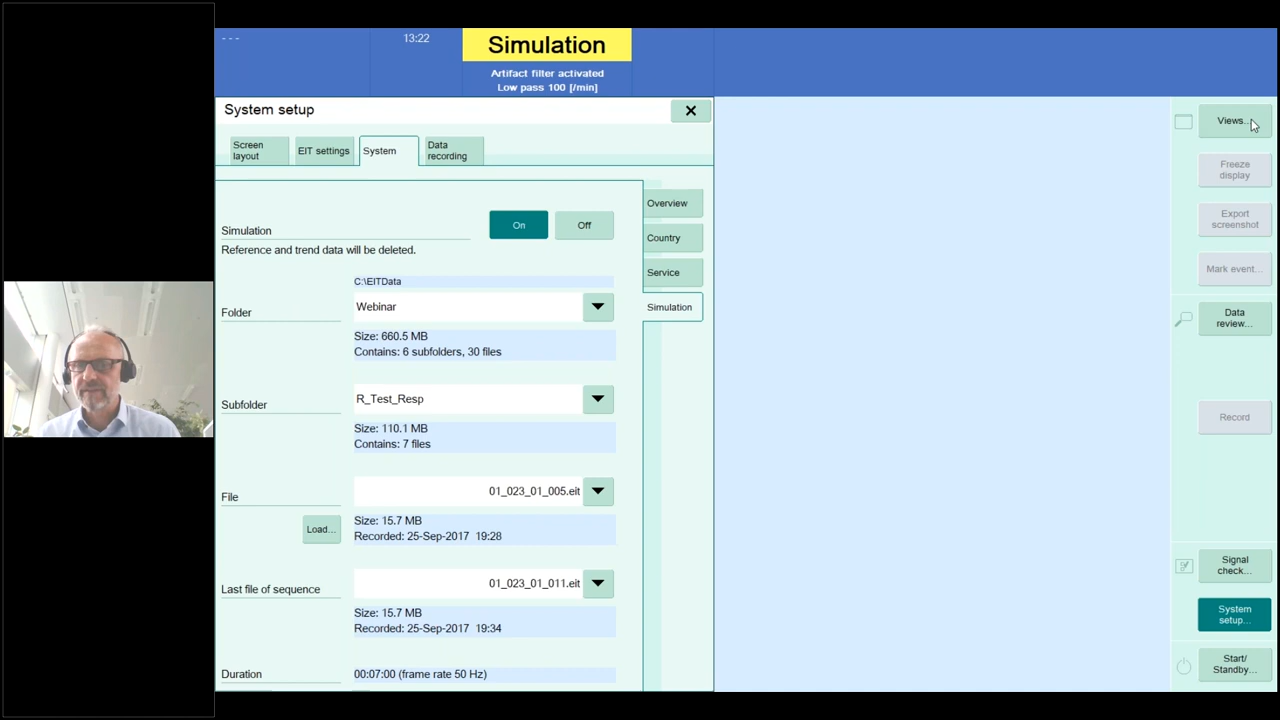 - - -
13:22
Simulation
Artifact filter activated
Low pass 100 [/min]
System setup
Screen
layout
EIT settings
System
Data
recording
Overview
Country
Service
Simulation
Simulation
On
Off
Reference and trend data will be deleted.
C:\EITData
Folder
Webinar
Size: 660.5 MB
Contains: 6 subfolders, 30 files
Subfolder
R_Test_Resp
Size: 110.1 MB
Contains: 7 files
File
01_023_01_005.eit
Load...
Size: 15.7 MB
Recorded: 25-Sep-2017 19:28
Last file of sequence
01_023_01_011.eit
Size: 15.7 MB
Recorded: 25-Sep-2017 19:34
Duration
00:07:00 (frame rate 50 Hz)
Views...
Freeze
display
Export
screenshot
Mark event...
Data
review...
Record
Signal
check...
System
setup...
Start/
Standby...